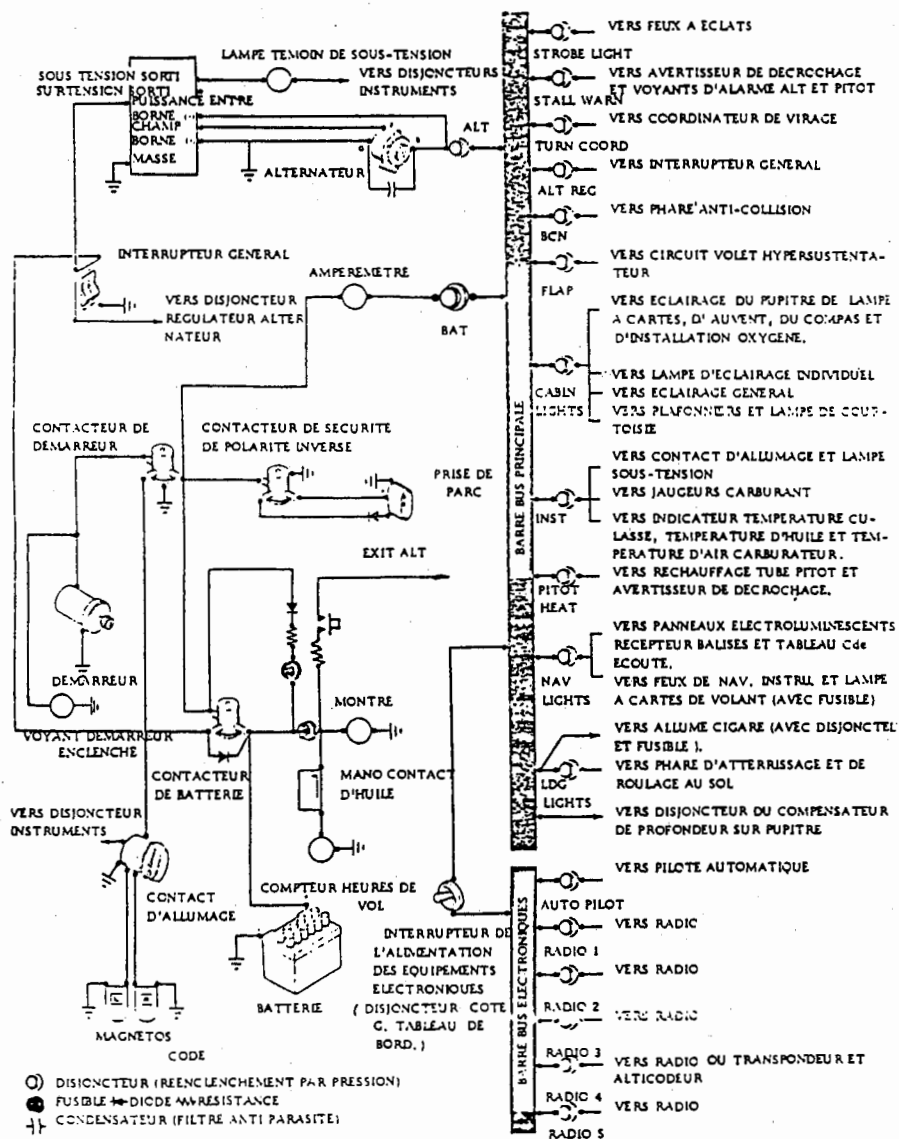 LAMPE TEMOIN DE SOUS-TENSION
SOUS TENSION SORTI
SURTENSION SORTI
PUISSANCE ENTRE
BORNE
CHAMP
BORNE
MASSE
VERS DISJONCTEURS
INSTRUMENTS
ALT
ALTERNATEUR
INTERRUPTEUR GENERAL
VERS DISJONCTEUR
REGULATEUR ALTER
NATEUR
AMPEREMETRE
BAT
CONTACTEUR DE
DEMARREUR
CONTACTEUR DE SECURITE
DE POLARITE INVERSE
PRISE DE
PARC
EXIT ALT
DEMARREUR
VOYANT DEMARREUR
ENCLENCHE
MONTRE
CONTACTEUR
DE BATTERIE
MANO CONTACT
D'HUILE
VERS DISJONCTEUR
INSTRUMENTS
CONTACT
D'ALLUMAGE
COMPTEUR HEURES DE
VOL
BATTERIE
MAGNETOS
INTERRUPTEUR DE
L'ALIMENTATION
DES EQUIPEMENTS
ELECTRONIQUES
( DISJONCTEUR COTE
G. TABLEAU DE
BORD. )
BARRE BUS PRINCIPALE
STROBE LIGHT
VERS FEUX A ECLATS
STALL WARN
VERS AVERTISSEUR DE DECROCHAGE
ET VOYANTS D'ALARME ALT ET PITOT
TURN COORD
VERS COORDINATEUR DE VIRAGE
ALT REG
VERS INTERRUPTEUR GENERAL
BCN
VERS PHARE ANTI-COLLISION
FLAP
VERS CIRCUIT VOLET HYPERSUSTENTA-
TEUR
CABIN
LIGHTS
VERS ECLAIRAGE DU PUPITRE DE LAMPE
A CARTES, D' AUVENT, DU COMPAS ET
D'INSTALLATION OXYGENE.
VERS LAMPE D'ECLAIRAGE INDIVIDUEL
VERS ECLAIRAGE GENERAL
VERS PLAFONNIERS ET LAMPE DE COUR-
TOISIE
INST
VERS CONTACT D'ALLUMAGE ET LAMPE
SOUS-TENSION
VERS JAUGEURS CARBURANT
VERS INDICATEUR TEMPERATURE CU-
LASSE, TEMPERATURE D'HUILE ET TEM-
PERATURE D'AIR CARBURATEUR.
PITOT
HEAT
VERS RECHAUFFAGE TUBE PITOT ET
AVERTISSEUR DE DECROCHAGE.
NAV
LIGHTS
VERS PANNEAUX ELECTROLUMINESCENTS
RECEPTEUR BALISES ET TABLEAU Cde
ECOUTE.
VERS FEUX DE NAV. INSTRU, ET LAMPE
A CARTES DE VOLANT (AVEC FUSIBLE)
VERS ALLUME CIGARE (AVEC DISJONCTEU
ET FUSIBLE ).
LDG
LIGHTS
VERS PHARE D'ATTERRISSAGE ET DE
ROULAGE AU SOL
VERS DISJONCTEUR DU COMPENSATEUR
DE PROFONDEUR SUR PUPITRE
BARRE BUS ELECTRONIQUES
AUTO PILOT
VERS PILOTE AUTOMATIQUE
RADIO 1
VERS RADIO
RADIO 2
VERS RADIO
RADIO 3
VERS RADIO
RADIO 4
VERS RADIO OU TRANSPONDEUR ET
ALTICODEUR
RADIO 5
VERS RADIO
CODE
DISJONCTEUR (REENCLENCHEMENT PAR PRESSION)
FUSIBLE DIODE RESISTANCE
CONDENSATEUR (FILTRE ANTI PARASITE)